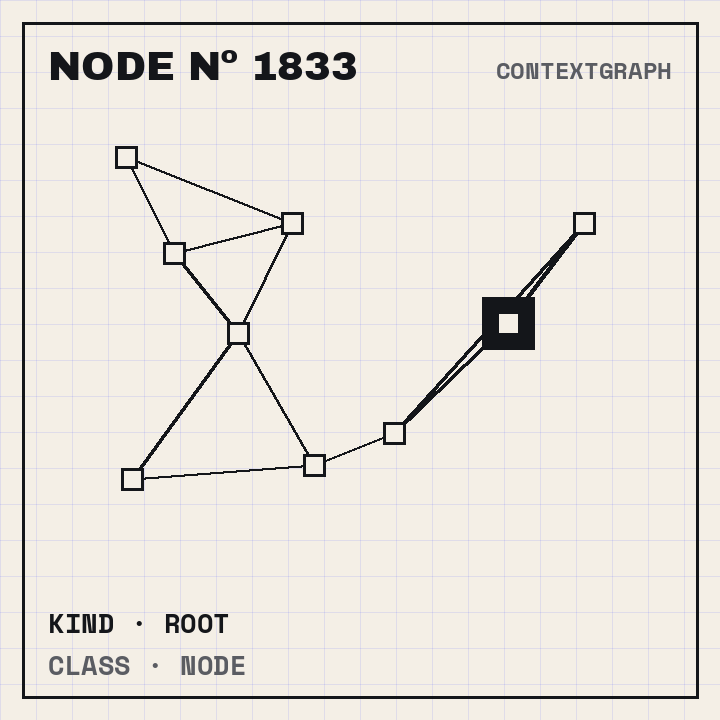 NODE Nº 1833
CONTEXTGRAPH
KIND · ROOT
CLASS · NODE